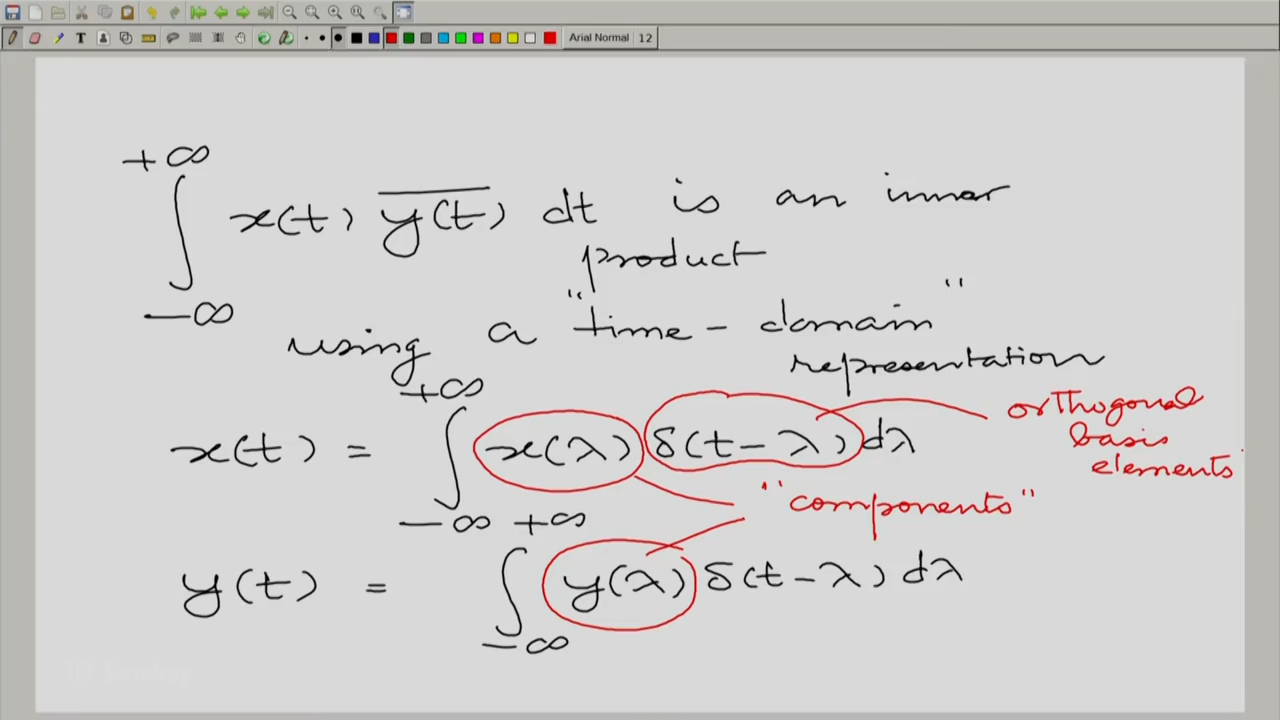 Arial Normal 12
+∞
∫ x(t) \overline{y(t)} dt is an inner
product
−∞
using a "time - domain"
representation
+∞
x(t) = ∫ x(λ) δ(t − λ) dλ
orthogonal
basis
elements
−∞
"components"
+∞
y(t) = ∫ y(λ) δ(t − λ) dλ
−∞